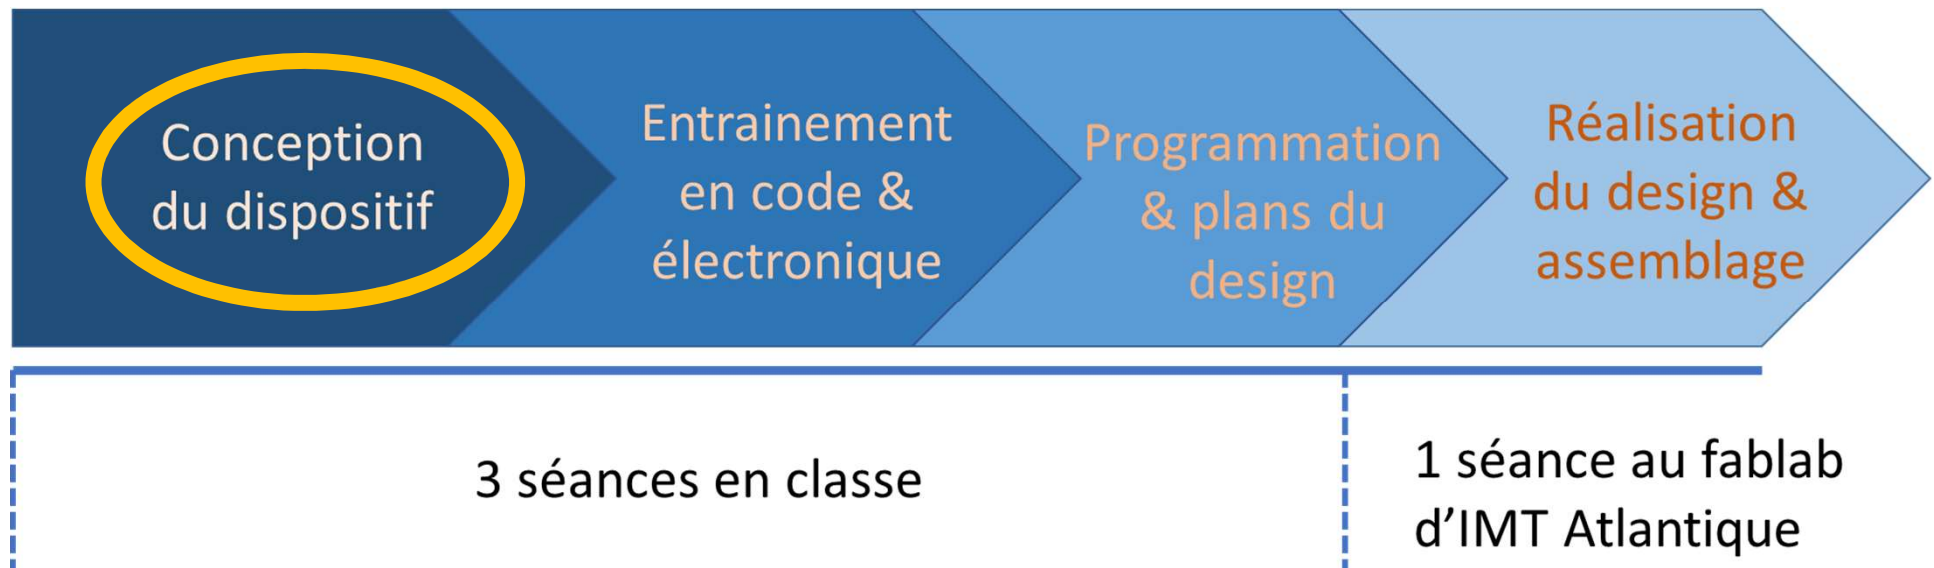 Conception
du dispositif
Entrainement
en code &
électronique
Programmation
& plans du
design
Réalisation
du design &
assemblage
3 séances en classe
1 séance au fablab
d’IMT Atlantique